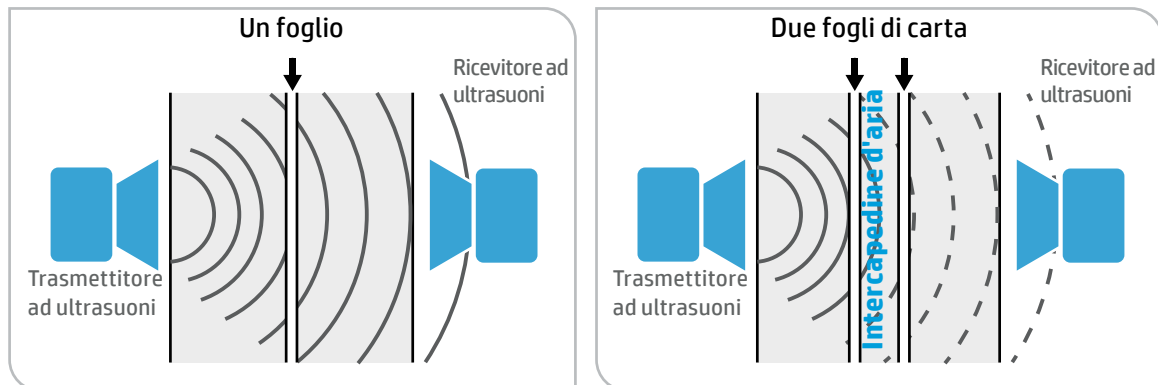 Un foglio
Ricevitore ad
ultrasuoni
Trasmettitore
ad ultrasuoni
Due fogli di carta
Ricevitore ad
ultrasuoni
Intercapedine d'aria
Trasmettitore
ad ultrasuoni